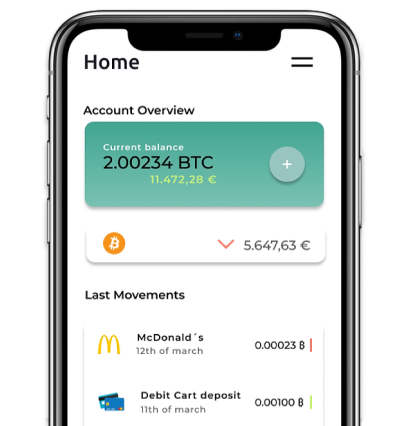 Home
Account Overview
Current balance
2.00234 BTC
11.472,28 €
+
5.647,63 €
Last Movements
McDonald´s
12th of march
0.00023 ₿
Debit Cart deposit
11th of march
0.00100 ₿